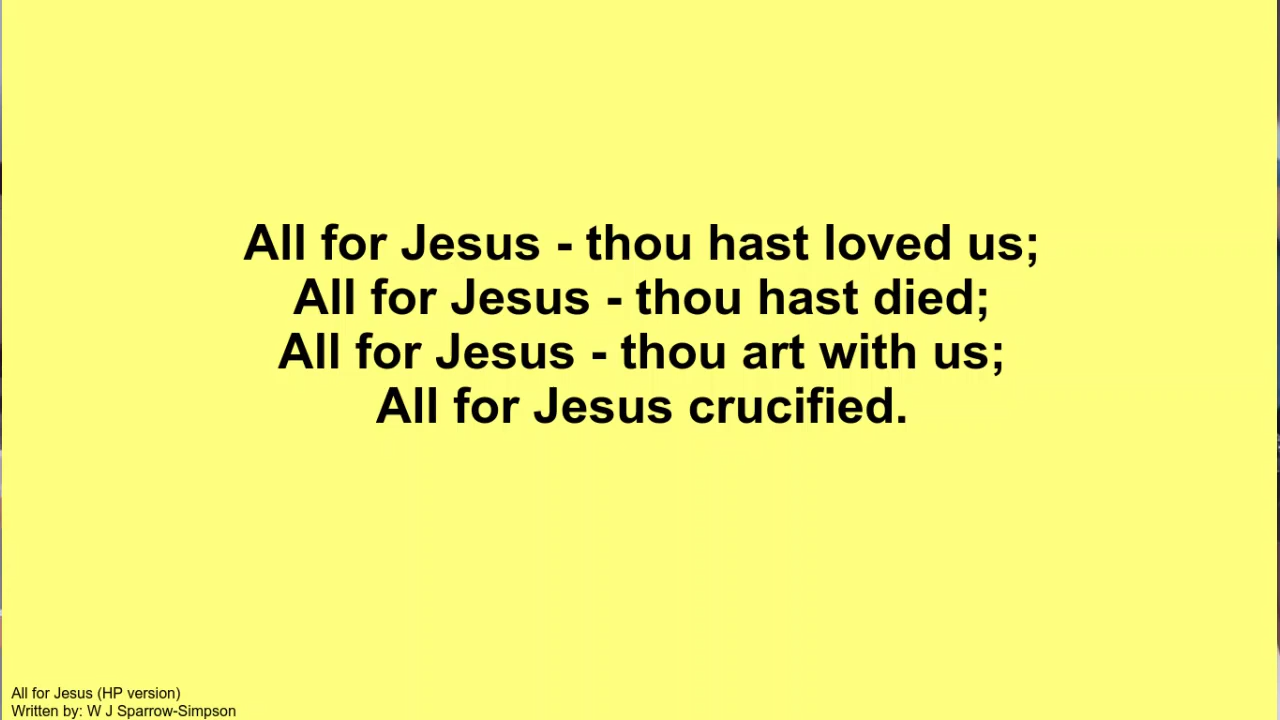 All for Jesus - thou hast loved us;
All for Jesus - thou hast died;
All for Jesus - thou art with us;
All for Jesus crucified.
All for Jesus (HP version)
Written by: W J Sparrow-Simpson